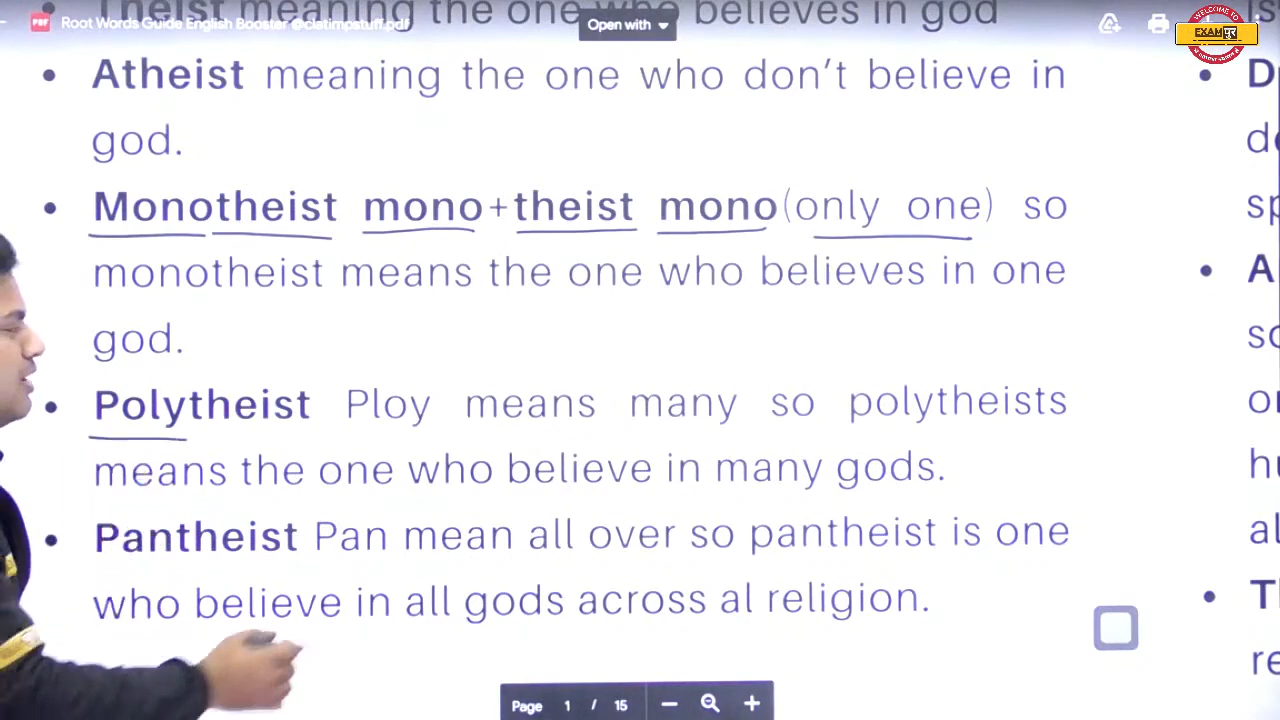 Theist meaning the one who believes in god
Root Words Guide English Booster @clatimpstuff.pdf
PDF
Open with
WELCOME TO
EXAM पुर
• Atheist meaning the one who don't believe in
god.
• Monotheist mono+theist mono(only one) so
monotheist means the one who believes in one
god.
• Polytheist Ploy means many so polytheists
means the one who believe in many gods.
• Pantheist Pan mean all over so pantheist is one
who believe in all gods across al religion.
Page 1 / 15